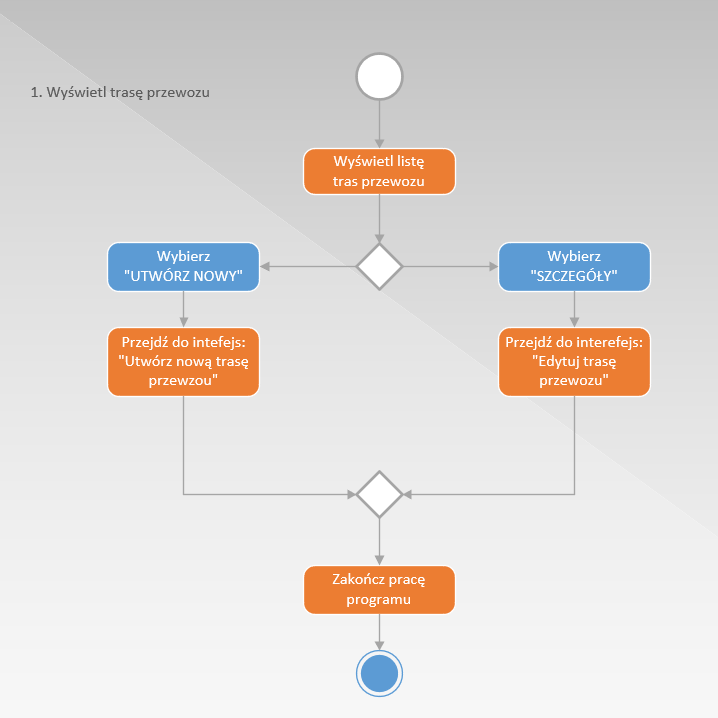 1. Wyświetl trasę przewozu
Wyświetl listę
tras przewozu
Wybierz
"UTWÓRZ NOWY"
Wybierz
"SZCZEGÓŁY"
Przejdź do intefejs:
"Utwórz nową trasę
przewzou"
Przejdź do interefejs:
"Edytuj trasę
przewozu"
Zakończ pracę
programu